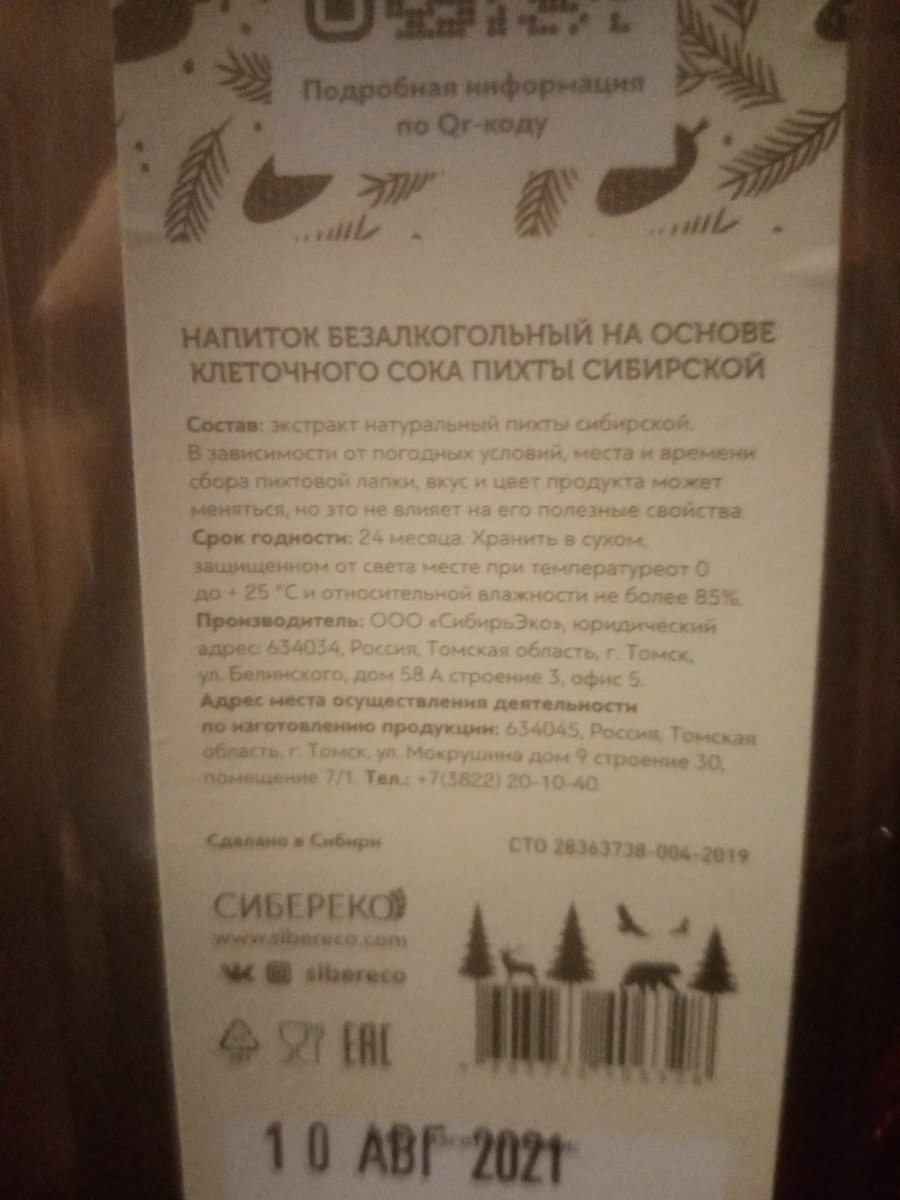 Подробная информация
по Qr-коду
НАПИТОК БЕЗАЛКОГОЛЬНЫЙ НА ОСНОВЕ
КЛЕТОЧНОГО СОКА ПИХТЫ СИБИРСКОЙ
Состав: экстракт натуральный пихты сибирской.
В зависимости от погодных условий, места и времени
сбора пихтовой лапки, вкус и цвет продукта может
меняться, но это не влияет на его полезные свойства.
Срок годности: 24 месяца. Хранить в сухом,
защищенном от света месте при температуреот 0
до + 25 °С и относительной влажности не более 85%.
Производитель: ООО «СибирьЭко», юридический
адрес: 634034, Россия, Томская область, г. Томск,
ул. Белинского, дом 58 А строение 3, офис 5.
Адрес места осуществления деятельности
по изготовлению продукции: 634045, Россия, Томская
область, г. Томск, ул. Мокрушина дом 9 строение 30,
помещение 7/1. Тел.: +7(3822) 20-10-40.
Сделано в Сибири
СТО 28363738-004-2019
СИБЕРЕКО
www.sibereco.com
sibereco
ЕАС
10 АВГ 2021